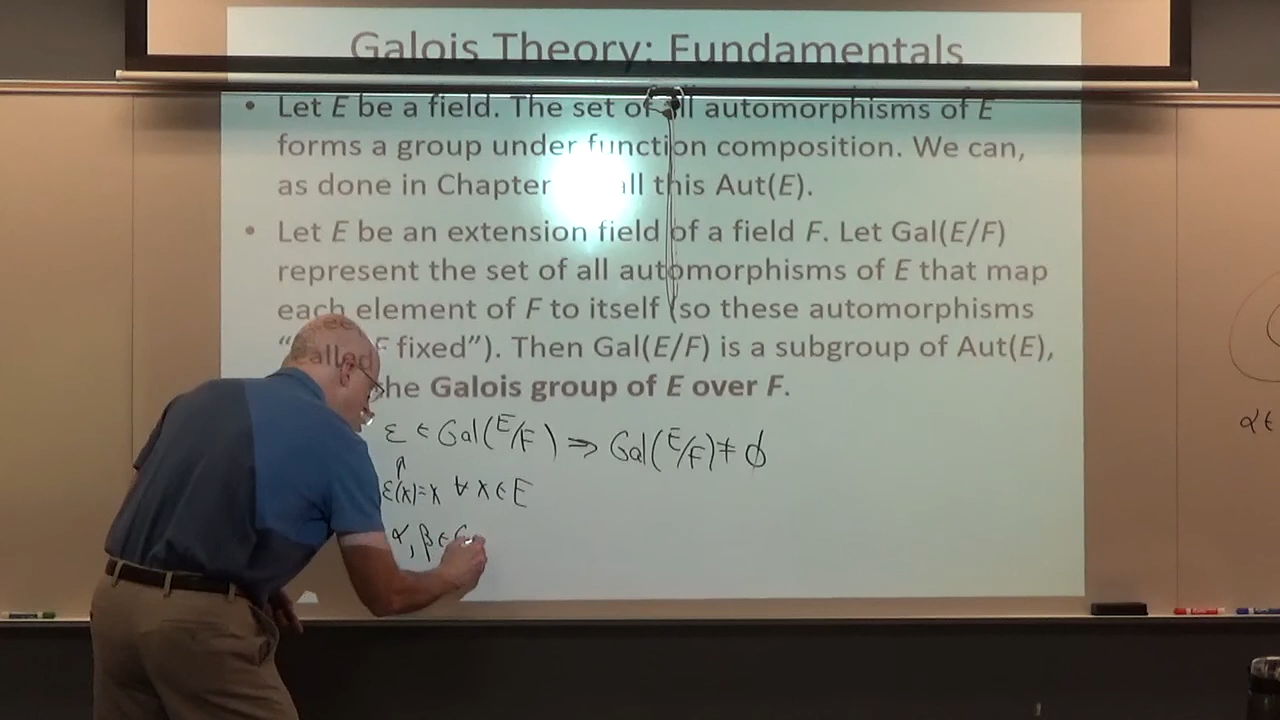 Galois Theory: Fundamentals
• Let E be a field. The set of all automorphisms of E
forms a group under function composition. We can,
as done in Chapter all this Aut(E).
• Let E be an extension field of a field F. Let Gal(E/F)
represent the set of all automorphisms of E that map
each element of F to itself (so these automorphisms
“ F fixed”). Then Gal(E/F) is a subgroup of Aut(E),
called the Galois group of E over F.
ε ∈ Gal(E/F) ⇒ Gal(E/F) ≠ ϕ
↑
ε(x)=x ∀ x ∈ E
α, β ∈ G
α ∈